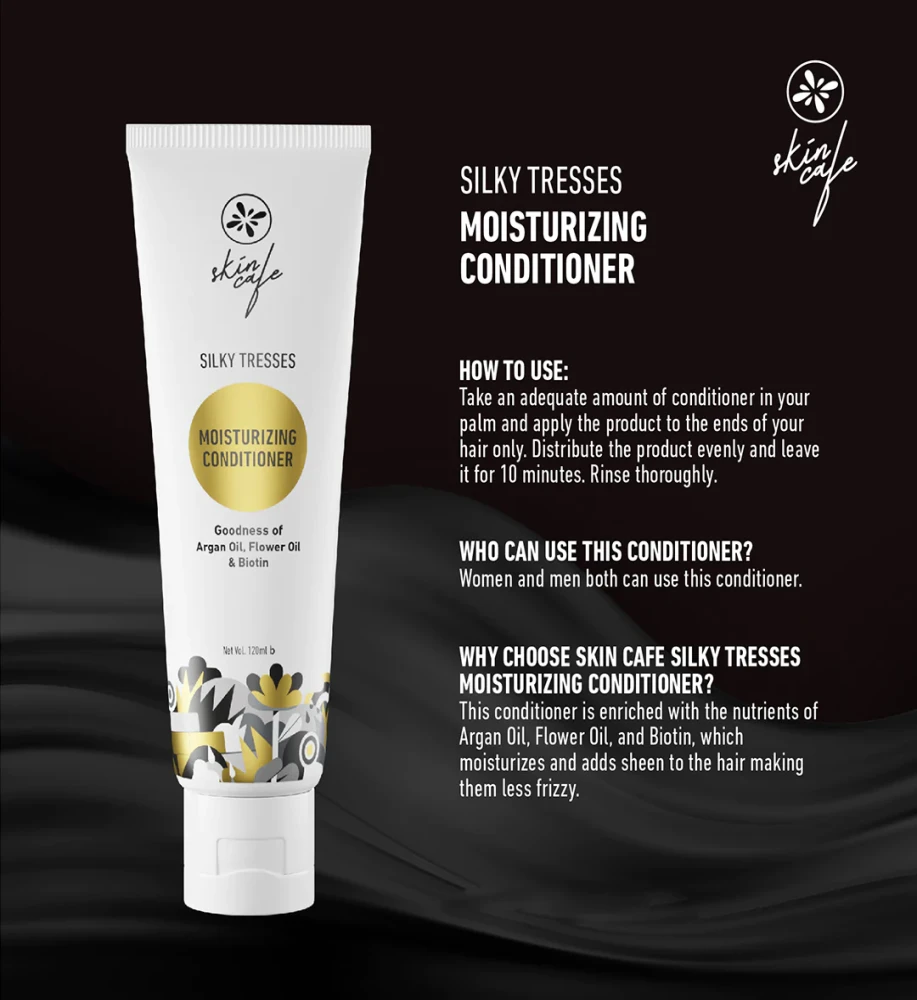 skin cafe
SILKY TRESSES
MOISTURIZING
CONDITIONER
Goodness of
Argan Oil, Flower Oil
& Biotin
Net Vol. 120ml
skin cafe
SILKY TRESSES
MOISTURIZING
CONDITIONER
HOW TO USE:
Take an adequate amount of conditioner in your
palm and apply the product to the ends of your
hair only. Distribute the product evenly and leave
it for 10 minutes. Rinse thoroughly.
WHO CAN USE THIS CONDITIONER?
Women and men both can use this conditioner.
WHY CHOOSE SKIN CAFE SILKY TRESSES
MOISTURIZING CONDITIONER?
This conditioner is enriched with the nutrients of
Argan Oil, Flower Oil, and Biotin, which
moisturizes and adds sheen to the hair making
them less frizzy.